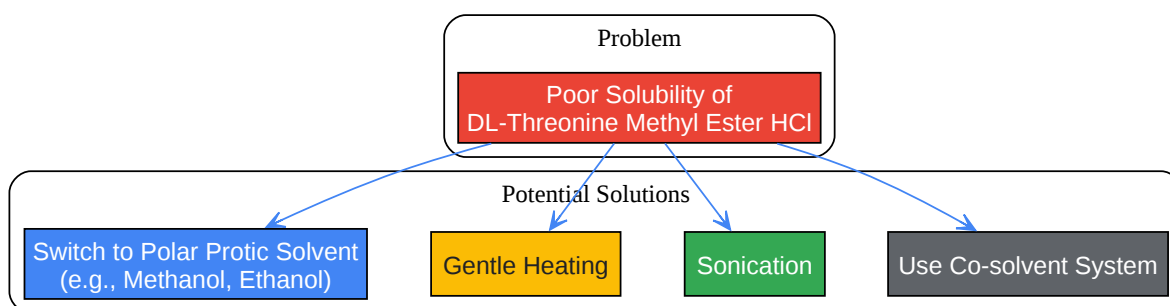 Problem
Poor Solubility of
DL-Threonine Methyl Ester HCl
Potential Solutions
Switch to Polar Protic Solvent
(e.g., Methanol, Ethanol)
Gentle Heating
Sonication
Use Co-solvent System